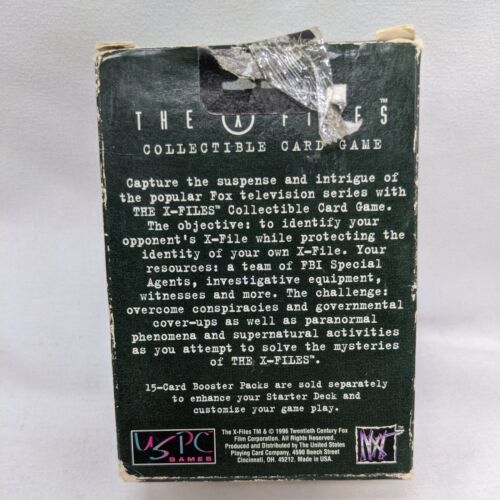 THE X FILES™
COLLECTIBLE CARD GAME
Capture the suspense and intrigue of
the popular Fox television series with
THE X-FILES™ Collectible Card Game.
The objective: to identify your
opponent's X-File while protecting the
identity of your own X-File. Your
resources: a team of FBI Special
Agents, investigative equipment,
witnesses and more. The challenge:
overcome conspiracies and governmental
cover-ups as well as paranormal
phenomena and supernatural activities
as you attempt to solve the mysteries
of THE X-FILES™.
15-Card Booster Packs are sold separately
to enhance your Starter Deck and
customize your game play.
USPC
GAMES
The X-Files TM & © 1996 Twentieth Century Fox
Film Corporation. All Rights Reserved.
Produced and Distributed by The United States
Playing Card Company, 4590 Beech Street
Cincinnati, OH. 45212. Made in USA.
NXT